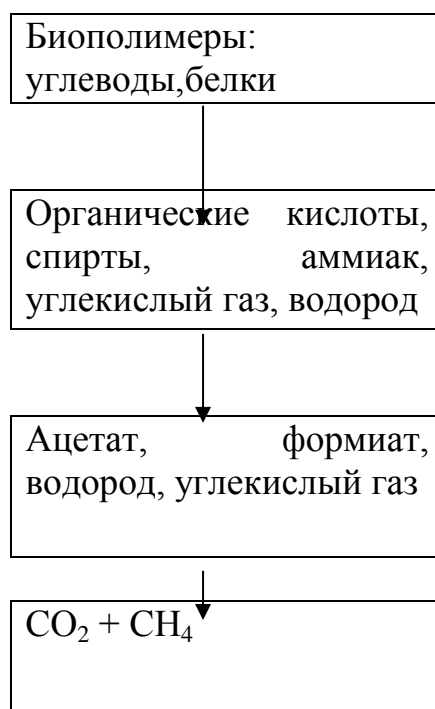 Биополимеры:
углеводы,белки
Органические кислоты,
спирты, аммиак,
углекислый газ, водород
Ацетат, формиат,
водород, углекислый газ
CO₂ + CH₄